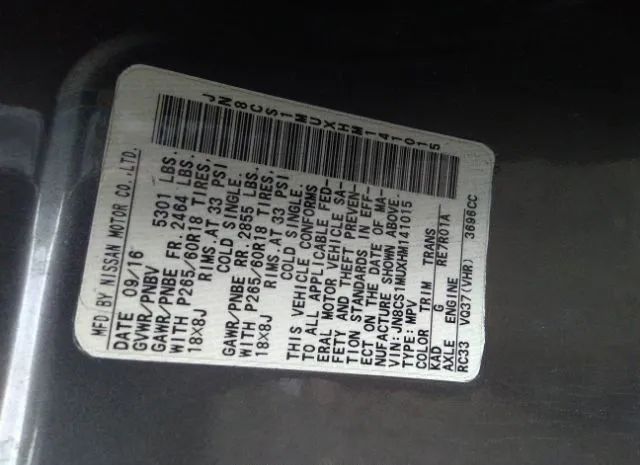 JN8CS1MUXHM141015
MFD BY NISSAN MOTOR CO.,LTD.
DATE 09/16
GVWR/PNBV 5301 LBS.
GAWR/PNBE FR. 2464 LBS.
WITH P265/60R18 TIRES,
18X8J RIMS.AT 33 PSI
COLD SINGLE.
GAWR/PNBE RR. 2855 LBS.
WITH P265/60R18 TIRES,
18X8J RIMS.AT 33 PSI
COLD SINGLE.
THIS VEHICLE CONFORMS
TO ALL APPLICABLE FED-
ERAL MOTOR VEHICLE SA-
FETY AND THEFT PREVEN-
TION STANDARDS IN EFF-
ECT ON THE DATE OF MA-
NUFACTURE SHOWN ABOVE.
VIN:JN8CS1MUXHM141015
TYPE:MPV
COLOR TRIM TRANS
KAD G RE7R01A
AXLE ENGINE
RC33 VQ37(VHR) 3696CC